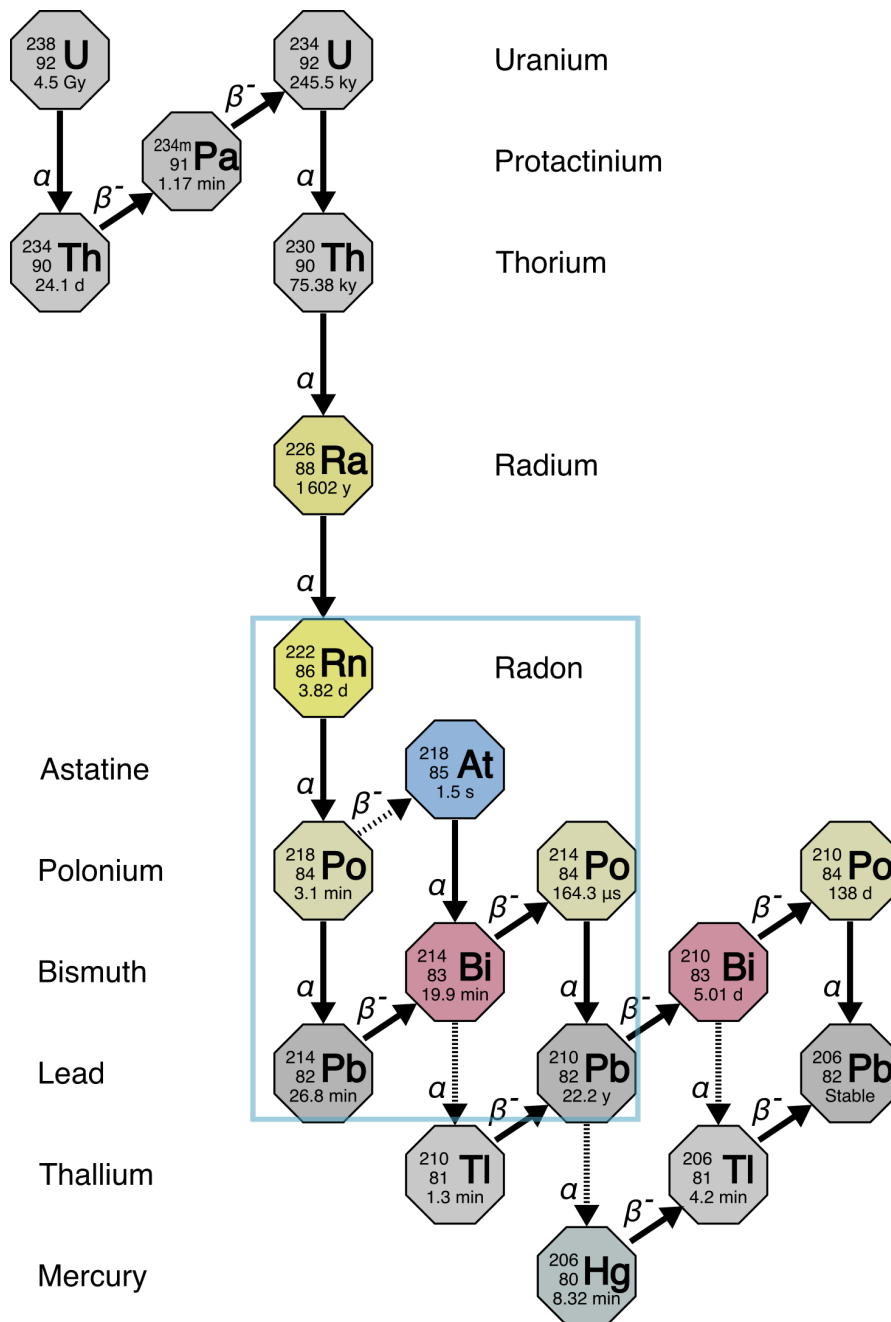 238 92 U 4.5 Gy
234 92 U 245.5 ky
Uranium
β-
234m 91 Pa 1.17 min
Protactinium
α
β-
α
234 90 Th 24.1 d
230 90 Th 75.38 ky
Thorium
α
226 88 Ra 1 602 y
Radium
α
222 86 Rn 3.82 d
Radon
Astatine
218 85 At 1.5 s
α
β-
Polonium
218 84 Po 3.1 min
214 84 Po 164.3 µs
210 84 Po 138 d
α
β-
β-
Bismuth
214 83 Bi 19.9 min
210 83 Bi 5.01 d
α
β-
α
β-
α
Lead
214 82 Pb 26.8 min
210 82 Pb 22.2 y
206 82 Pb Stable
α
β-
α
β-
Thallium
210 81 Tl 1.3 min
206 81 Tl 4.2 min
α
β-
Mercury
206 80 Hg 8.32 min